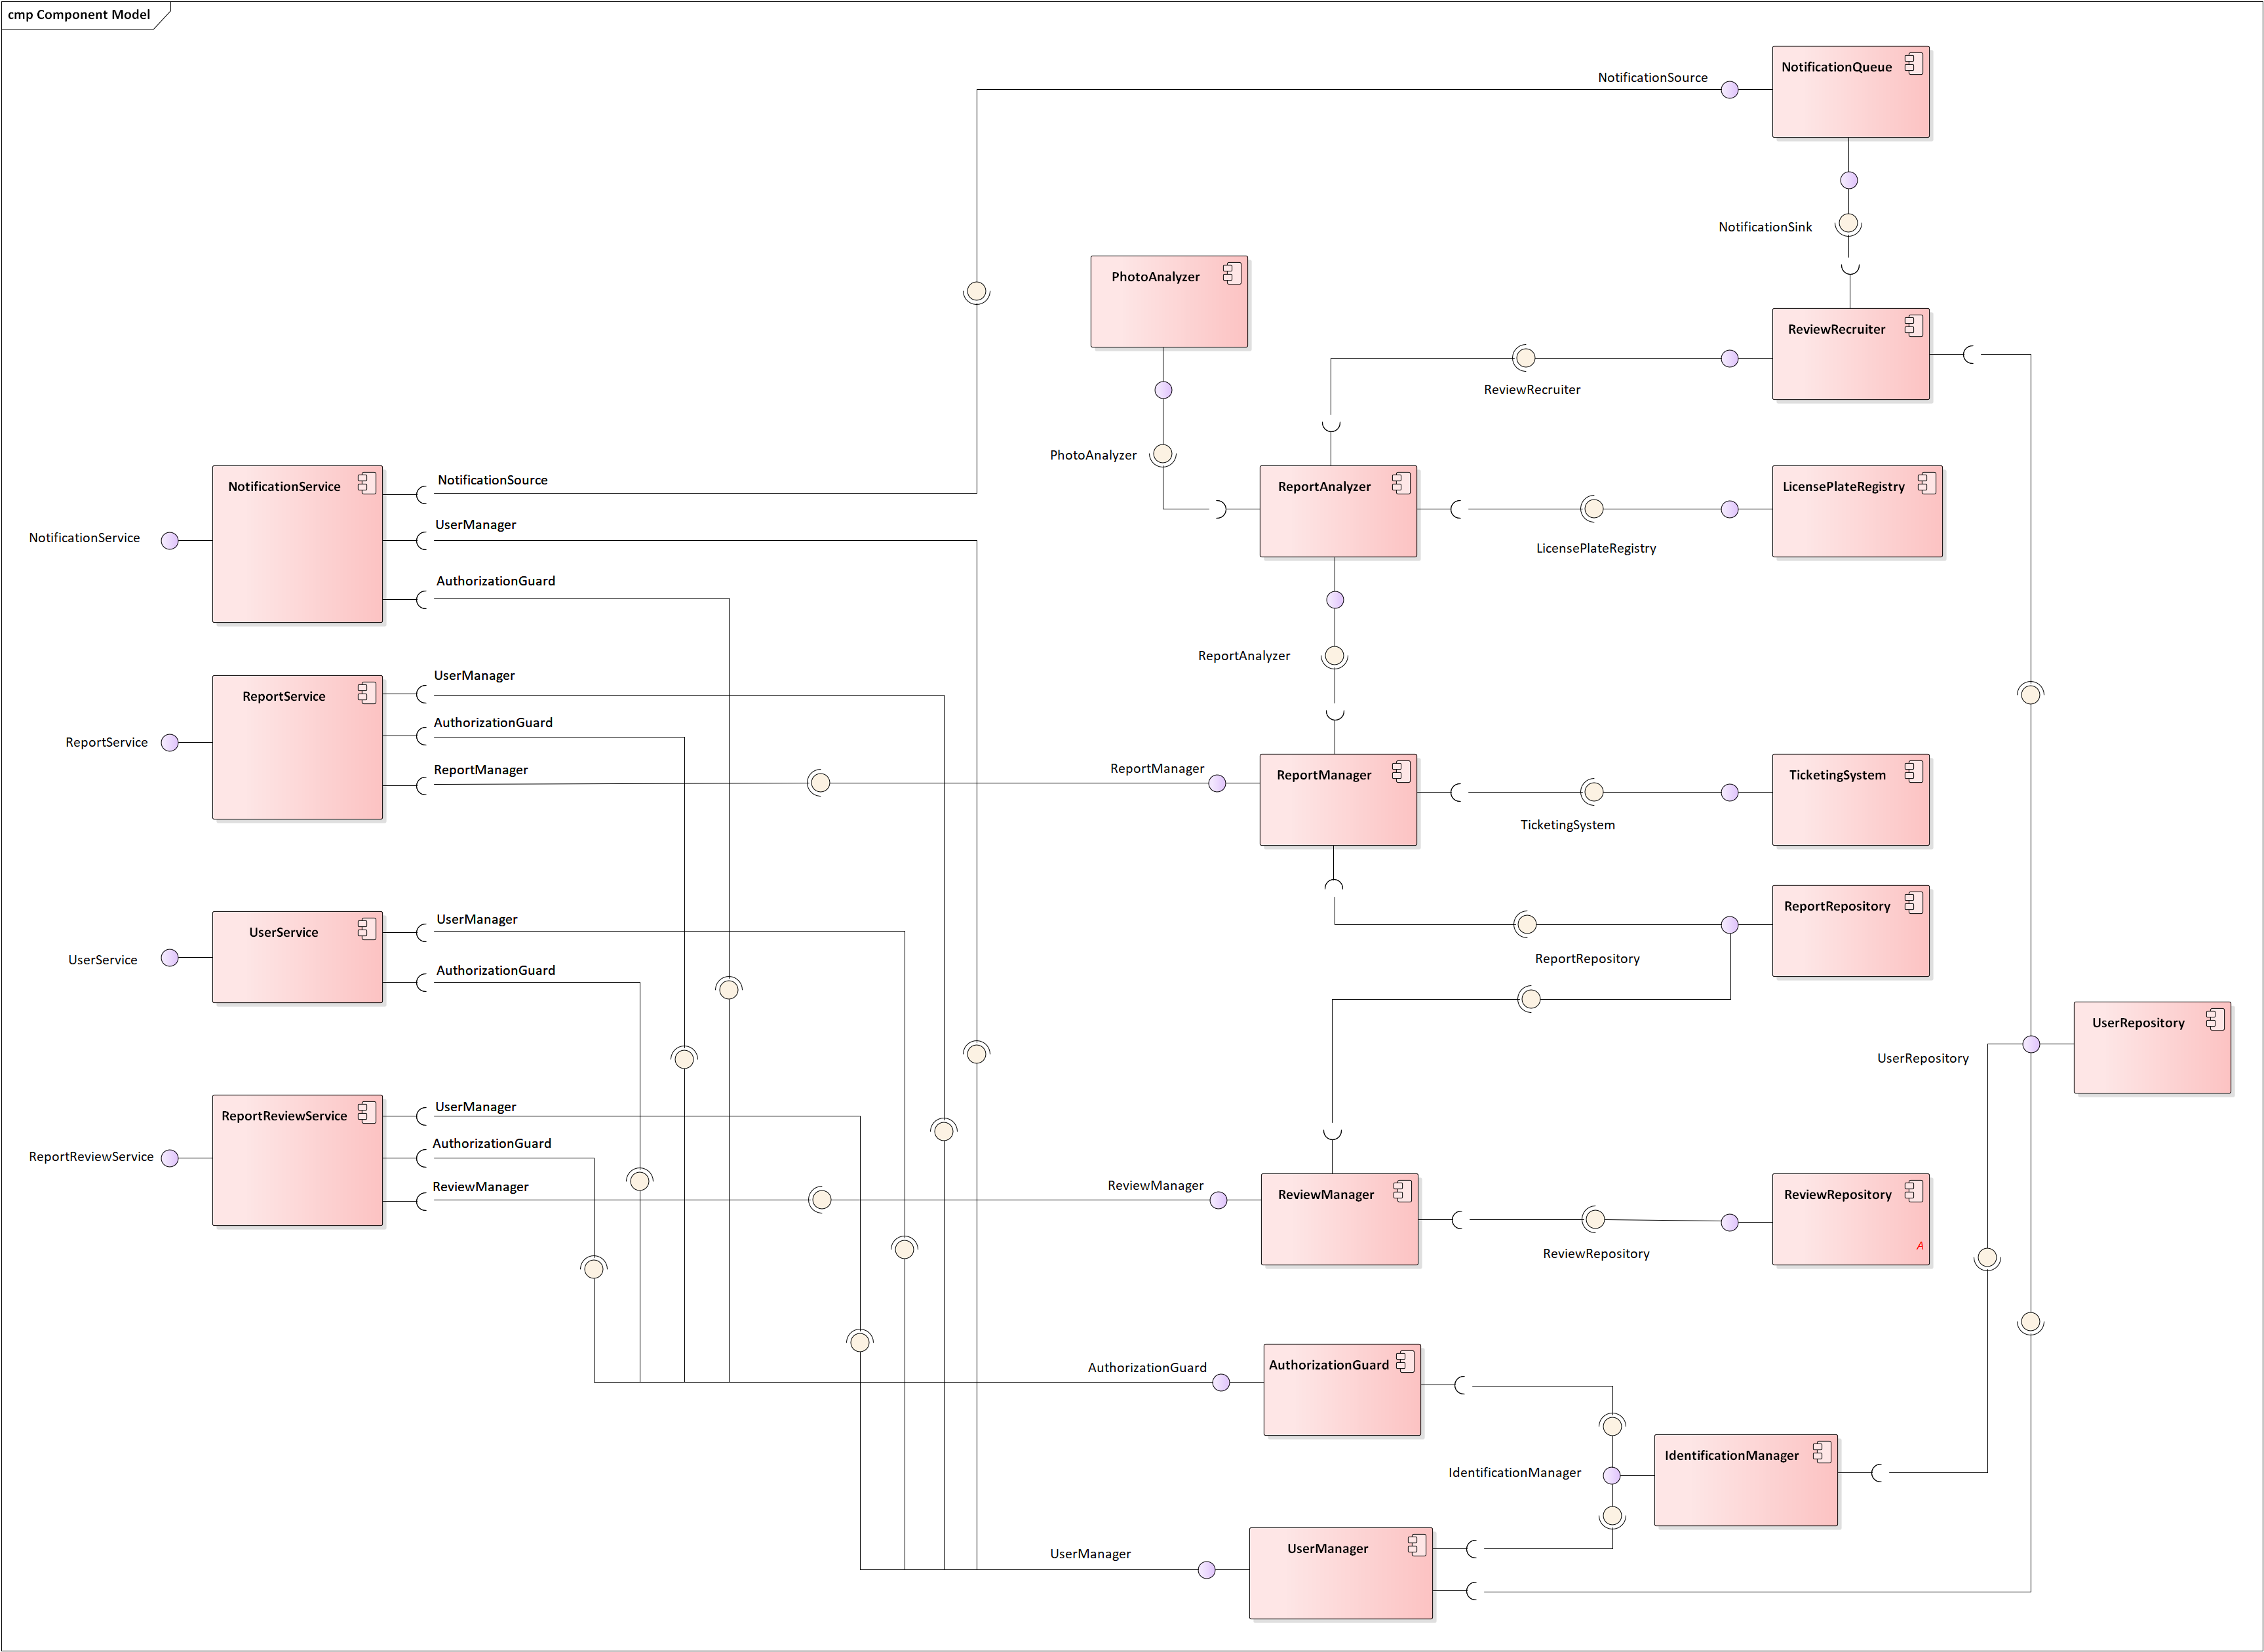 cmp Component Model
NotificationSource
NotificationQueue
NotificationSink
PhotoAnalyzer
ReviewRecruiter
ReviewRecruiter
PhotoAnalyzer
NotificationService
NotificationSource
ReportAnalyzer
LicensePlateRegistry
UserManager
NotificationService
LicensePlateRegistry
AuthorizationGuard
ReportAnalyzer
UserManager
ReportService
AuthorizationGuard
ReportService
ReportManager
ReportManager
ReportManager
TicketingSystem
TicketingSystem
ReportRepository
UserManager
UserService
UserService
AuthorizationGuard
ReportRepository
UserRepository
UserRepository
UserManager
ReportReviewService
AuthorizationGuard
ReportReviewService
ReviewManager
ReviewManager
ReviewManager
ReviewRepository
A
ReviewRepository
AuthorizationGuard
AuthorizationGuard
IdentificationManager
IdentificationManager
UserManager
UserManager